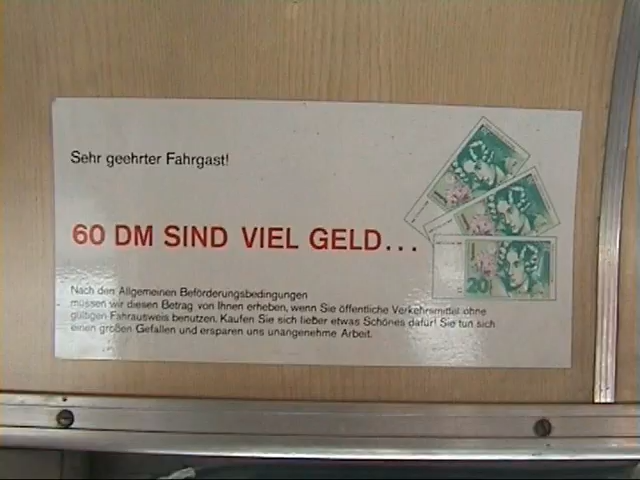 Sehr geehrter Fahrgast!
60 DM SIND VIEL GELD...
Nach den Allgemeinen Beförderungsbedingungen
müssen wir diesen Betrag von Ihnen erheben, wenn Sie öffentliche Verkehrsmittel ohne
gültigen Fahrausweis benutzen. Kaufen Sie sich lieber etwas Schönes dafür! Sie tun sich
einen großen Gefallen und ersparen uns unangenehme Arbeit.
20